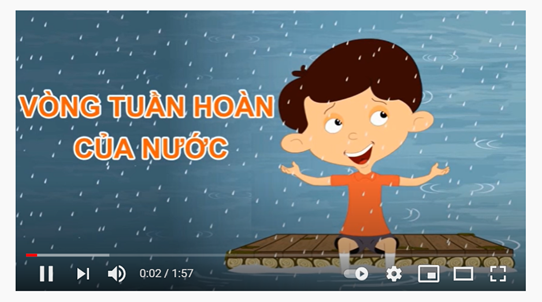 VÒNG TUẦN HOÀN
CỦA NƯỚC
0:02 / 1:57